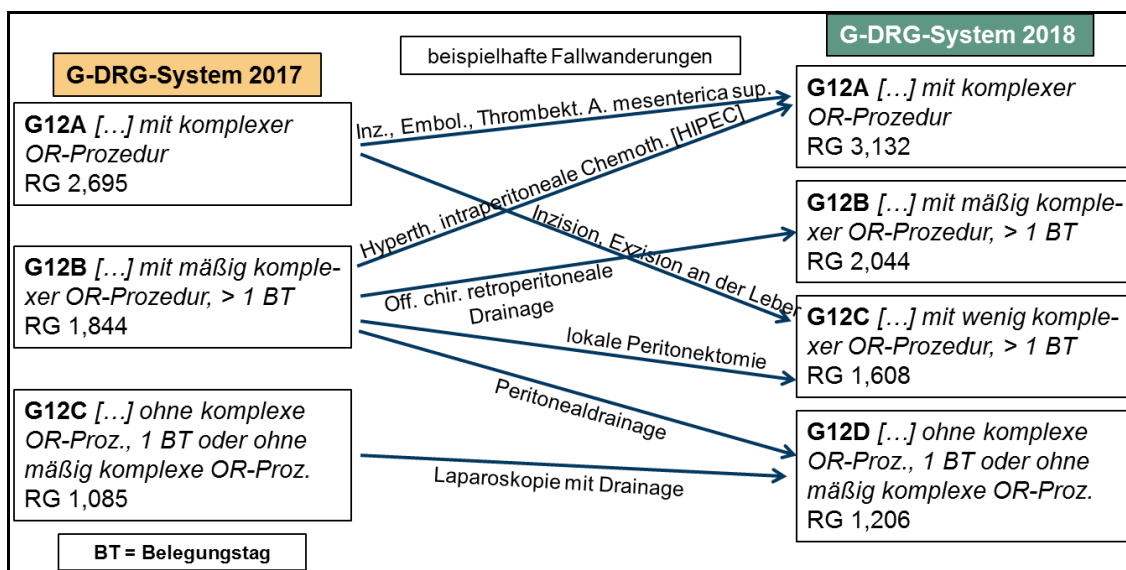 beispielhafte Fallwanderungen
G-DRG-System 2017
G-DRG-System 2018
G12A […] mit komplexer
OR-Prozedur
RG 2,695
G12B […] mit mäßig komple-
xer OR-Prozedur, > 1 BT
RG 1,844
G12C […] ohne komplexe
OR-Proz., 1 BT oder ohne
mäßig komplexe OR-Proz.
RG 1,085
BT = Belegungstag
Inz., Embol., Thrombekt. A. mesenterica sup.
Hyperth. intraperitoneale Chemoth. [HIPEC]
Inzision, Exzision an der Leber
Off. chir. retroperitoneale
Drainage
lokale Peritonektomie
Peritonealdrainage
Laparoskopie mit Drainage
G12A […] mit komplexer
OR-Prozedur
RG 3,132
G12B […] mit mäßig komple-
xer OR-Prozedur, > 1 BT
RG 2,044
G12C […] mit wenig komple-
xer OR-Prozedur, > 1 BT
RG 1,608
G12D […] ohne komplexe
OR-Proz., 1 BT oder ohne
mäßig komplexe OR-Proz.
RG 1,206